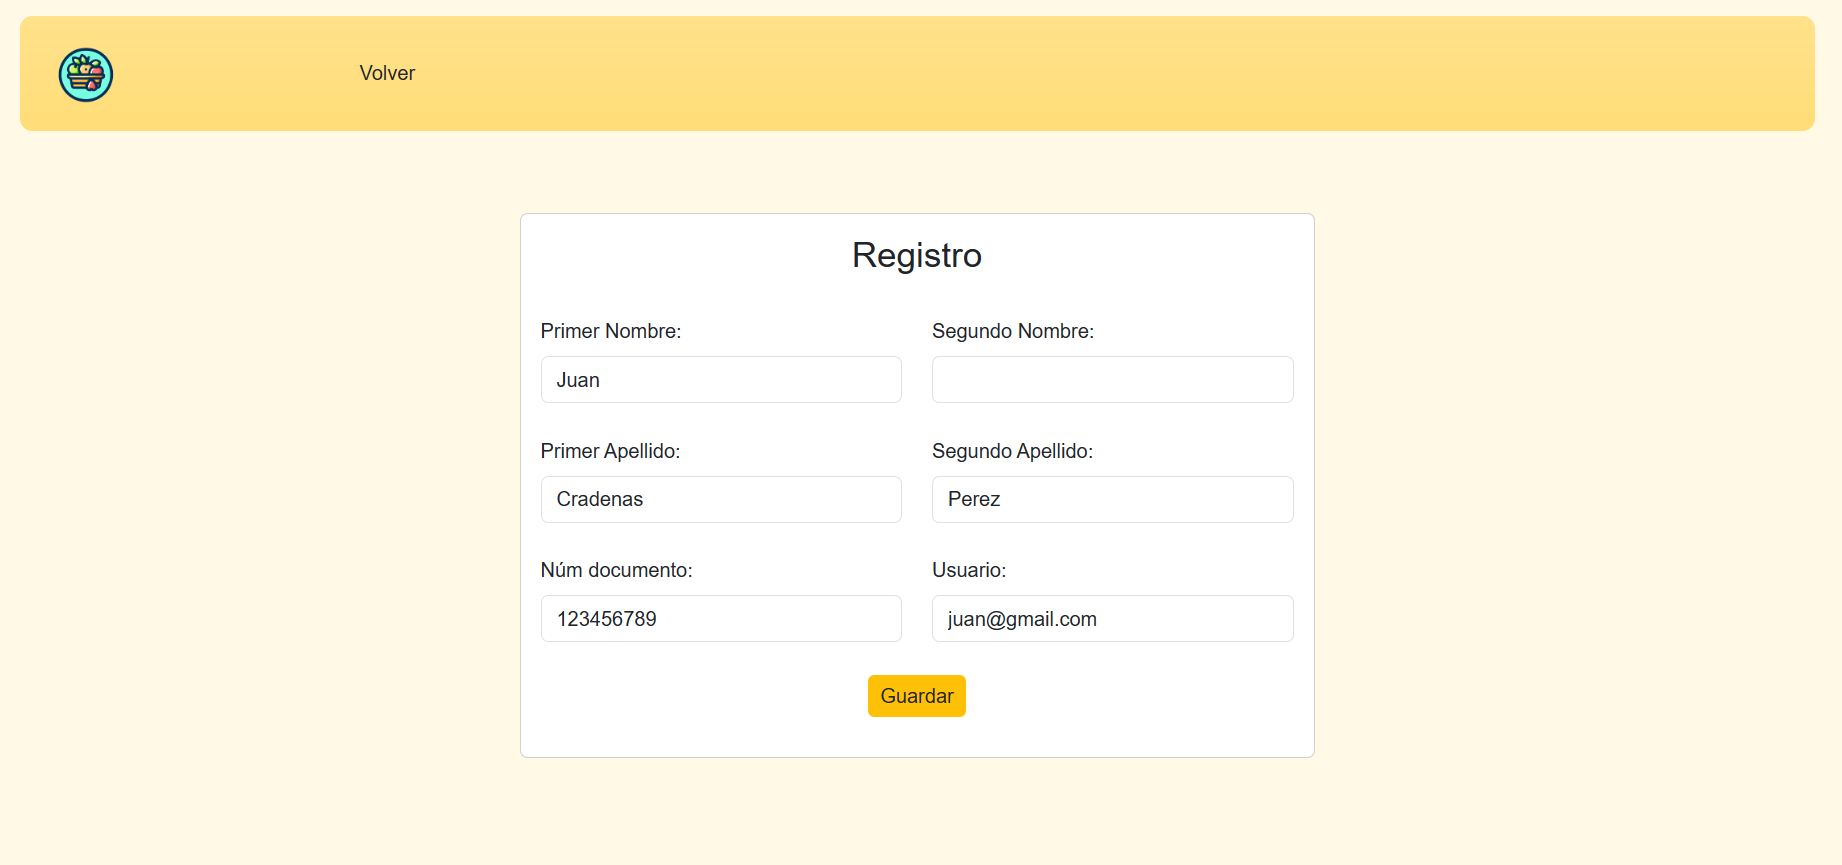 Volver
Registro
Primer Nombre: Segundo Nombre:
Juan
Primer Apellido: Segundo Apellido:
Cradenas Perez
Núm documento: Usuario:
123456789 juan@gmail.com
Guardar